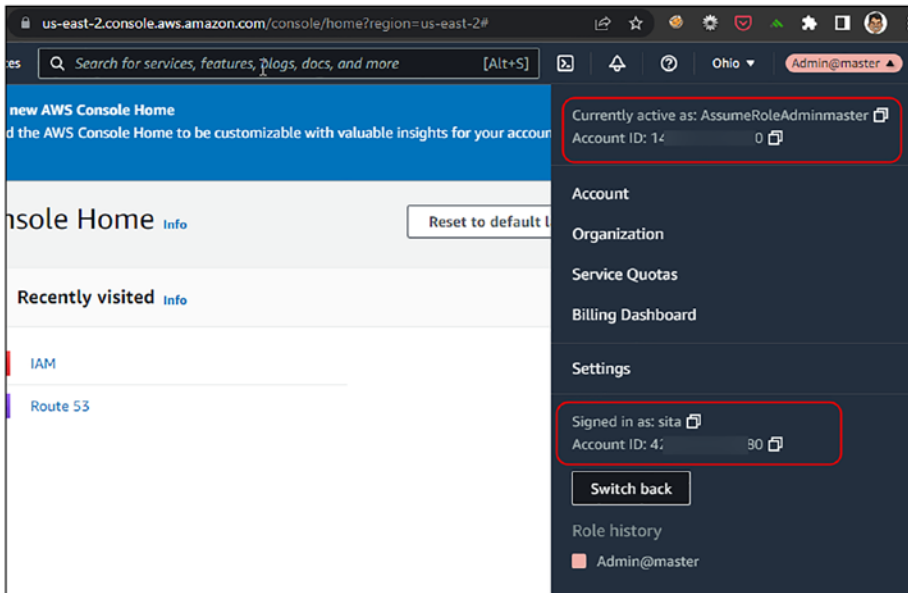 us-east-2.console.aws.amazon.com/console/home?region=us-east-2#
es Search for services, features, blogs, docs, and more [Alt+S] Ohio Admin@master
new AWS Console Home
d the AWS Console Home to be customizable with valuable insights for your accoun
nsole Home Info
Reset to default l
Recently visited Info
IAM
Route 53
Currently active as: AssumeRoleAdminmaster
Account ID: 14 0
Account
Organization
Service Quotas
Billing Dashboard
Settings
Signed in as: sita
Account ID: 42 80
Switch back
Role history
Admin@master